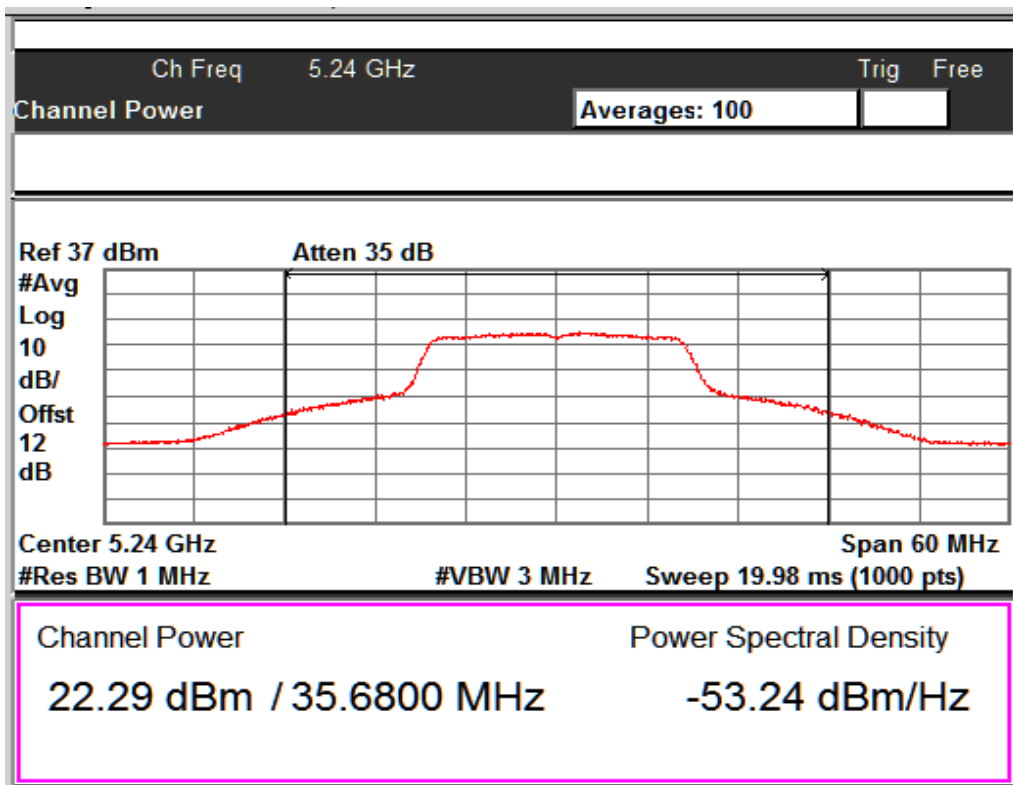 Ch Freq 5.24 GHz Trig Free
Channel Power Averages: 100
Ref 37 dBm Atten 35 dB
#Avg
Log
10
dB/
Offst
12
dB
Center 5.24 GHz Span 60 MHz
#Res BW 1 MHz #VBW 3 MHz Sweep 19.98 ms (1000 pts)
Channel Power Power Spectral Density
22.29 dBm / 35.6800 MHz -53.24 dBm/Hz